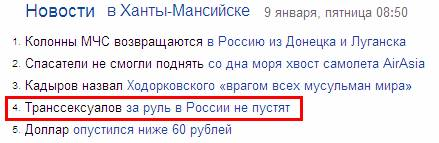 Новости в Ханты-Мансийске 9 января, пятница 08:50
1. Колонны МЧС возвращаются в Россию из Донецка и Луганска
2. Спасатели не смогли поднять со дна моря хвост самолета AirAsia
3. Кадыров назвал Ходорковского «врагом всех мусульман мира»
4. Транссексуалов за руль в России не пустят
5. Доллар опустился ниже 60 рублей